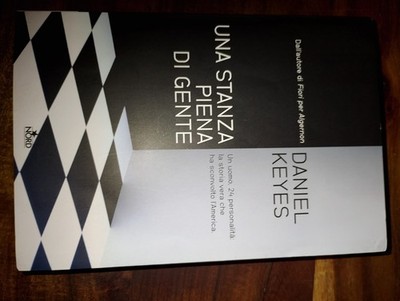 Dall'autore di Fiori per Algernon
DANIEL
KEYES
UNA STANZA
PIENA
DI GENTE
Un uomo. 24 personalità:
la storia vera che
ha sconvolto l'America.
NORD